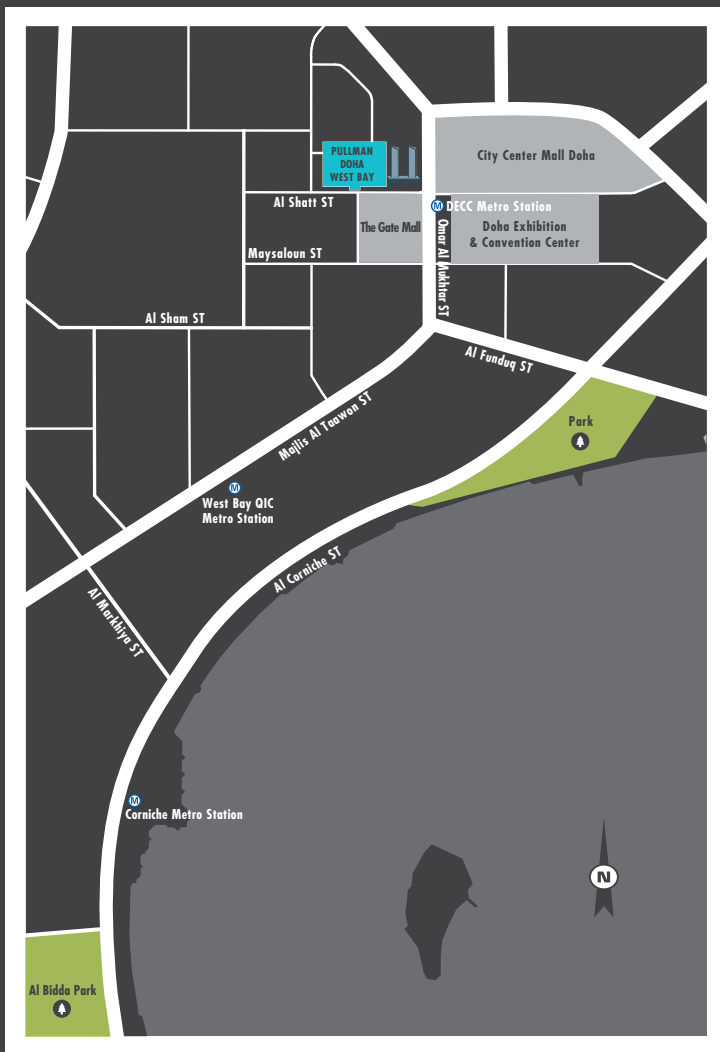 PULLMAN
DOHA
WEST BAY
City Center Mall Doha
Al Shatt ST
M DECC Metro Station
The Gate Mall
Doha Exhibition
& Convention Center
Omar Al Mukhtar ST
Maysaloun ST
Al Sham ST
Al Funduq ST
Majlis Al Taawon ST
Park
M
West Bay QIC
Metro Station
Al Corniche ST
Al Markhiya ST
M
Corniche Metro Station
N
Al Bidda Park